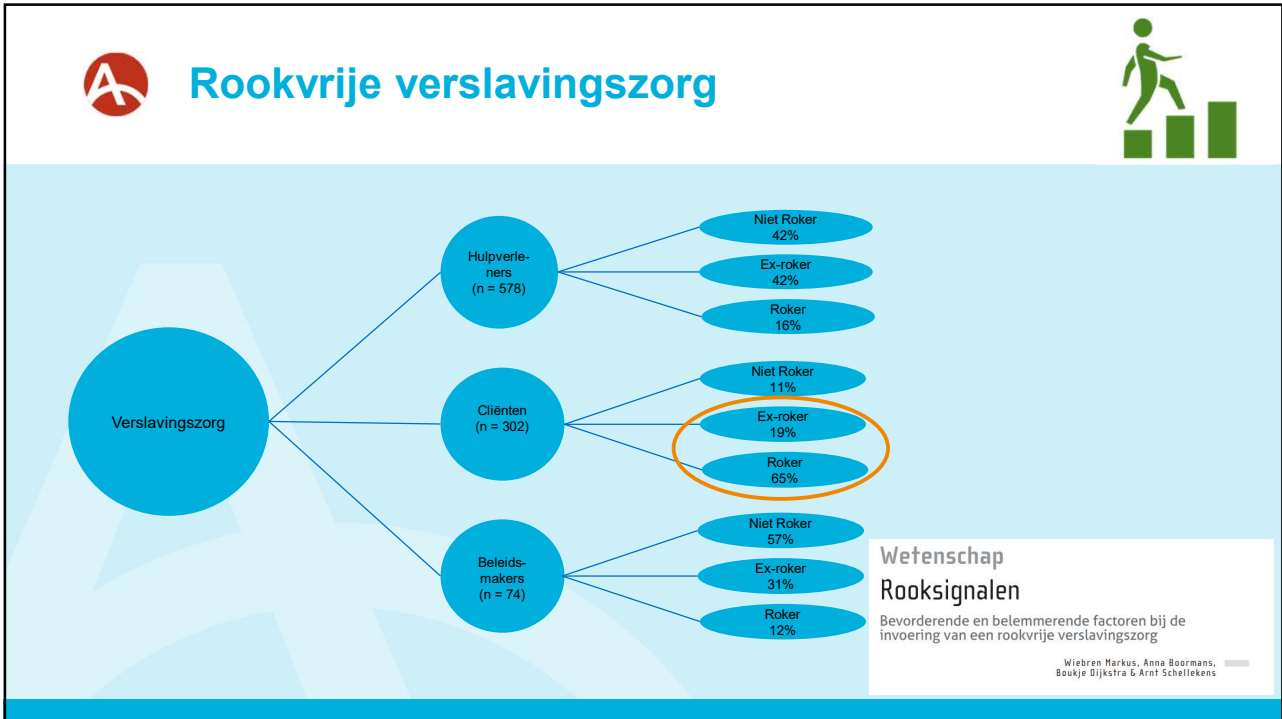 Rookvrije verslavingszorg
Verslavingszorg
Hulpverle-
ners
(n = 578)
Niet Roker
42%
Ex-roker
42%
Roker
16%
Cliënten
(n = 302)
Niet Roker
11%
Ex-roker
19%
Roker
65%
Beleids-
makers
(n = 74)
Niet Roker
57%
Ex-roker
31%
Roker
12%
Wetenschap
Rooksignalen
Bevorderende en belemmerende factoren bij de
invoering van een rookvrije verslavingszorg
Wiebren Markus, Anna Boormans,
Boukje Dijkstra & Arnt Schellekens